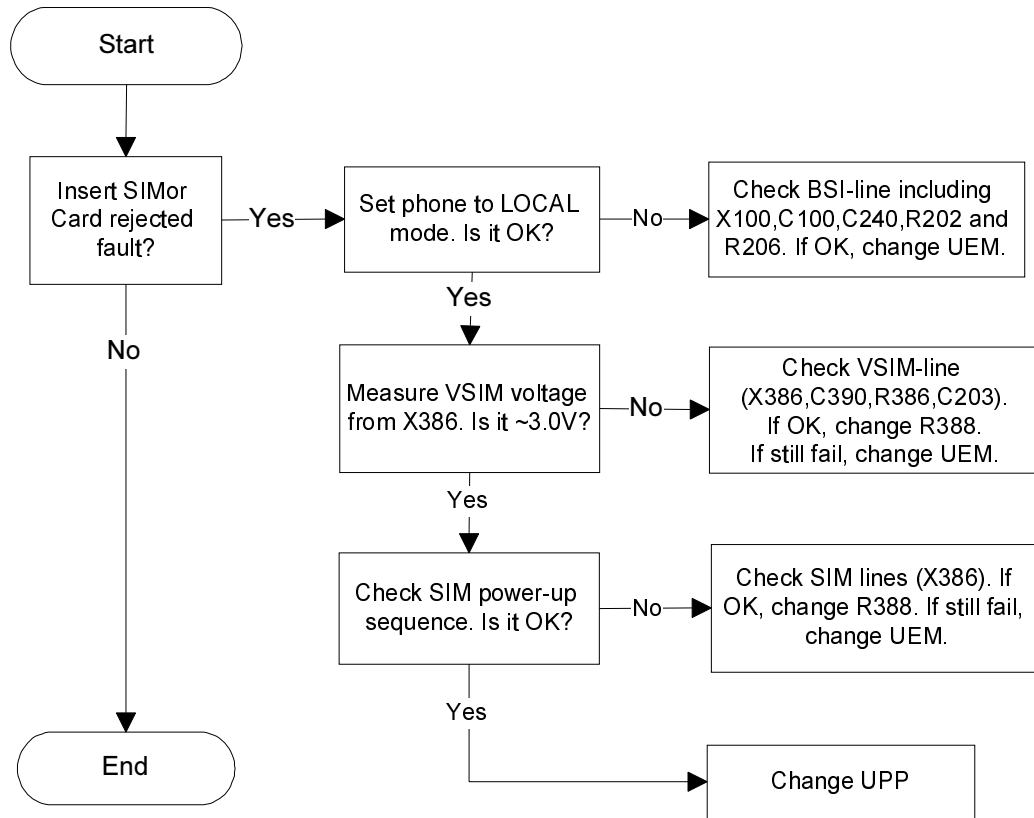 Start
Insert SIMor
Card rejected
fault?
Yes
Set phone to LOCAL
mode. Is it OK?
No
Check BSI-line including
X100,C100,C240,R202 and
R206. If OK, change UEM.
Yes
No
Measure VSIM voltage
from X386. Is it ~3.0V?
No
Check VSIM-line
(X386,C390,R386,C203).
If OK, change R388.
If still fail, change UEM.
Yes
Check SIM power-up
sequence. Is it OK?
No
Check SIM lines (X386). If
OK, change R388. If still fail,
change UEM.
Yes
End
Change UPP